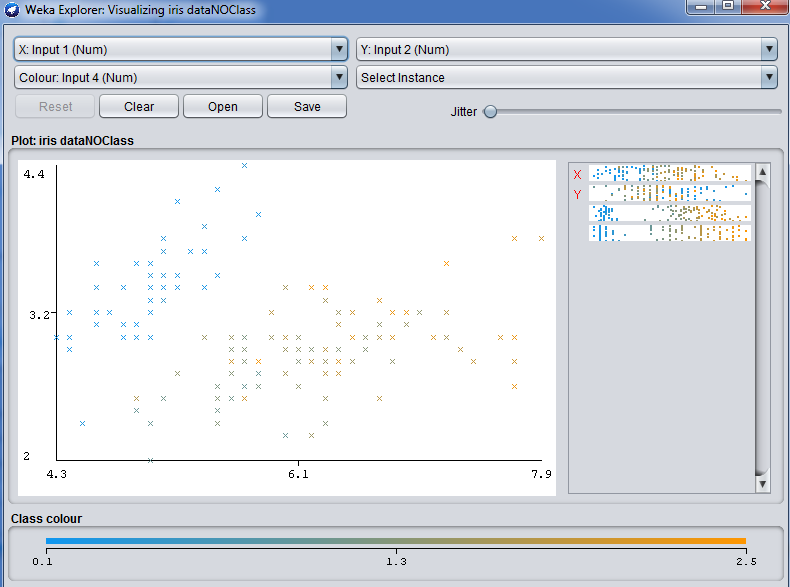 Weka Explorer: Visualizing iris dataNOClass
X: Input 1 (Num) Y: Input 2 (Num)
Colour: Input 4 (Num) Select Instance
Reset Clear Open Save Jitter
Plot: iris dataNOClass
4.4
3.2
2
4.3 6.1 7.9
X
Y
Class colour
0.1 1.3 2.5